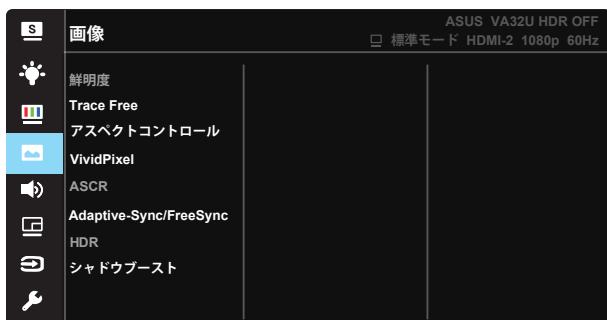 S
画像
ASUS VA32U HDR OFF
標準モード HDMI-2 1080p 60Hz
鮮明度
Trace Free
アスペクトコントロール
VividPixel
ASCR
Adaptive-Sync/FreeSync
HDR
シャドウブースト